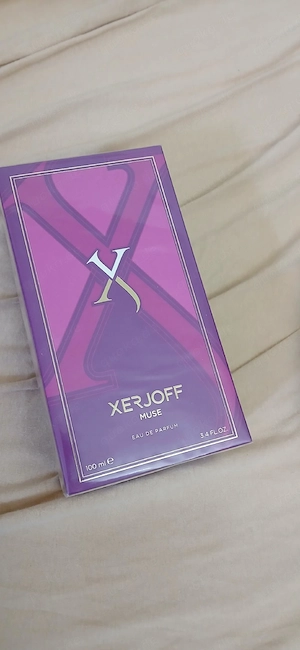 X
XERJOFF
MUSE
EAU DE PARFUM
100 ml ℮ 3.4 FL.OZ.